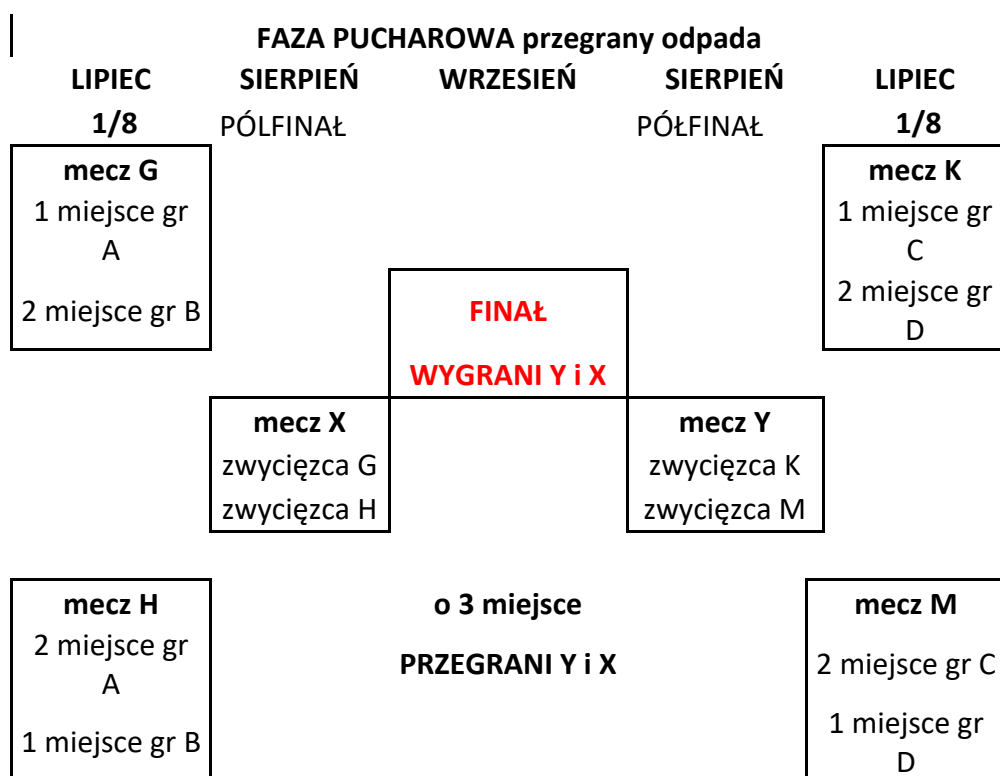 FAZA PUCHAROWA przegrany odpada
LIPIEC SIERPIEŃ WRZESIEŃ SIERPIEŃ LIPIEC
1/8 PÓLFINAŁ PÓŁFINAŁ 1/8
mecz G
1 miejsce gr
A
2 miejsce gr B
mecz K
1 miejsce gr
C
2 miejsce gr
D
FINAŁ
WYGRANI Y i X
mecz X
zwycięzca G
zwycięzca H
mecz Y
zwycięzca K
zwycięzca M
mecz H
2 miejsce gr
A
1 miejsce gr B
o 3 miejsce
PRZEGRANI Y i X
mecz M
2 miejsce gr C
1 miejsce gr
D